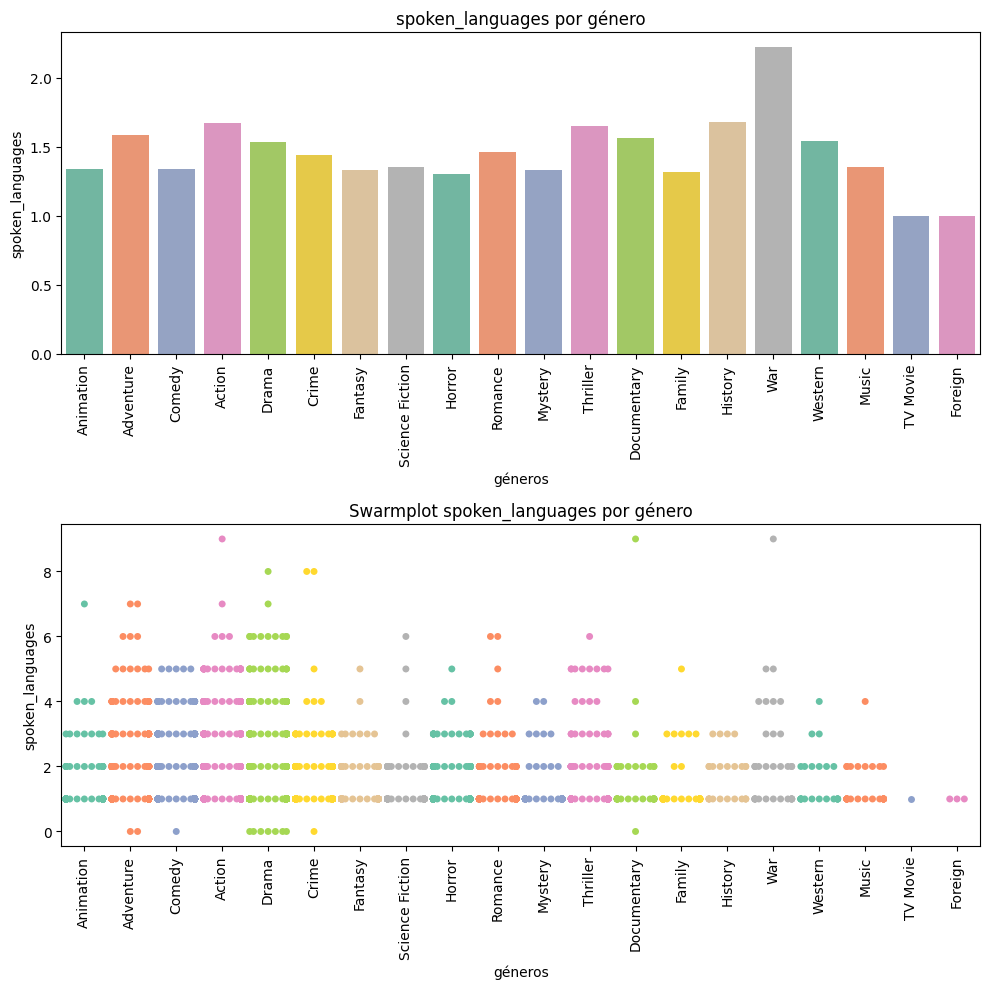 spoken_languages por género
spoken_languages
2.0
1.5
1.0
0.5
0.0
Animation
Adventure
Comedy
Action
Drama
Crime
Fantasy
Science Fiction
Horror
Romance
Mystery
Thriller
Documentary
Family
History
War
Western
Music
TV Movie
Foreign
géneros
Swarmplot spoken_languages por género
spoken_languages
8
6
4
2
0
Animation
Adventure
Comedy
Action
Drama
Crime
Fantasy
Science Fiction
Horror
Romance
Mystery
Thriller
Documentary
Family
History
War
Western
Music
TV Movie
Foreign
géneros